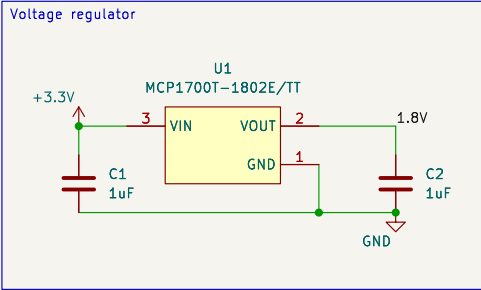 Voltage regulator
U1
MCP1700T-1802E/TT
+3.3V
3
VIN
VOUT
2
1.8V
GND
1
C1
1uF
C2
1uF
GND